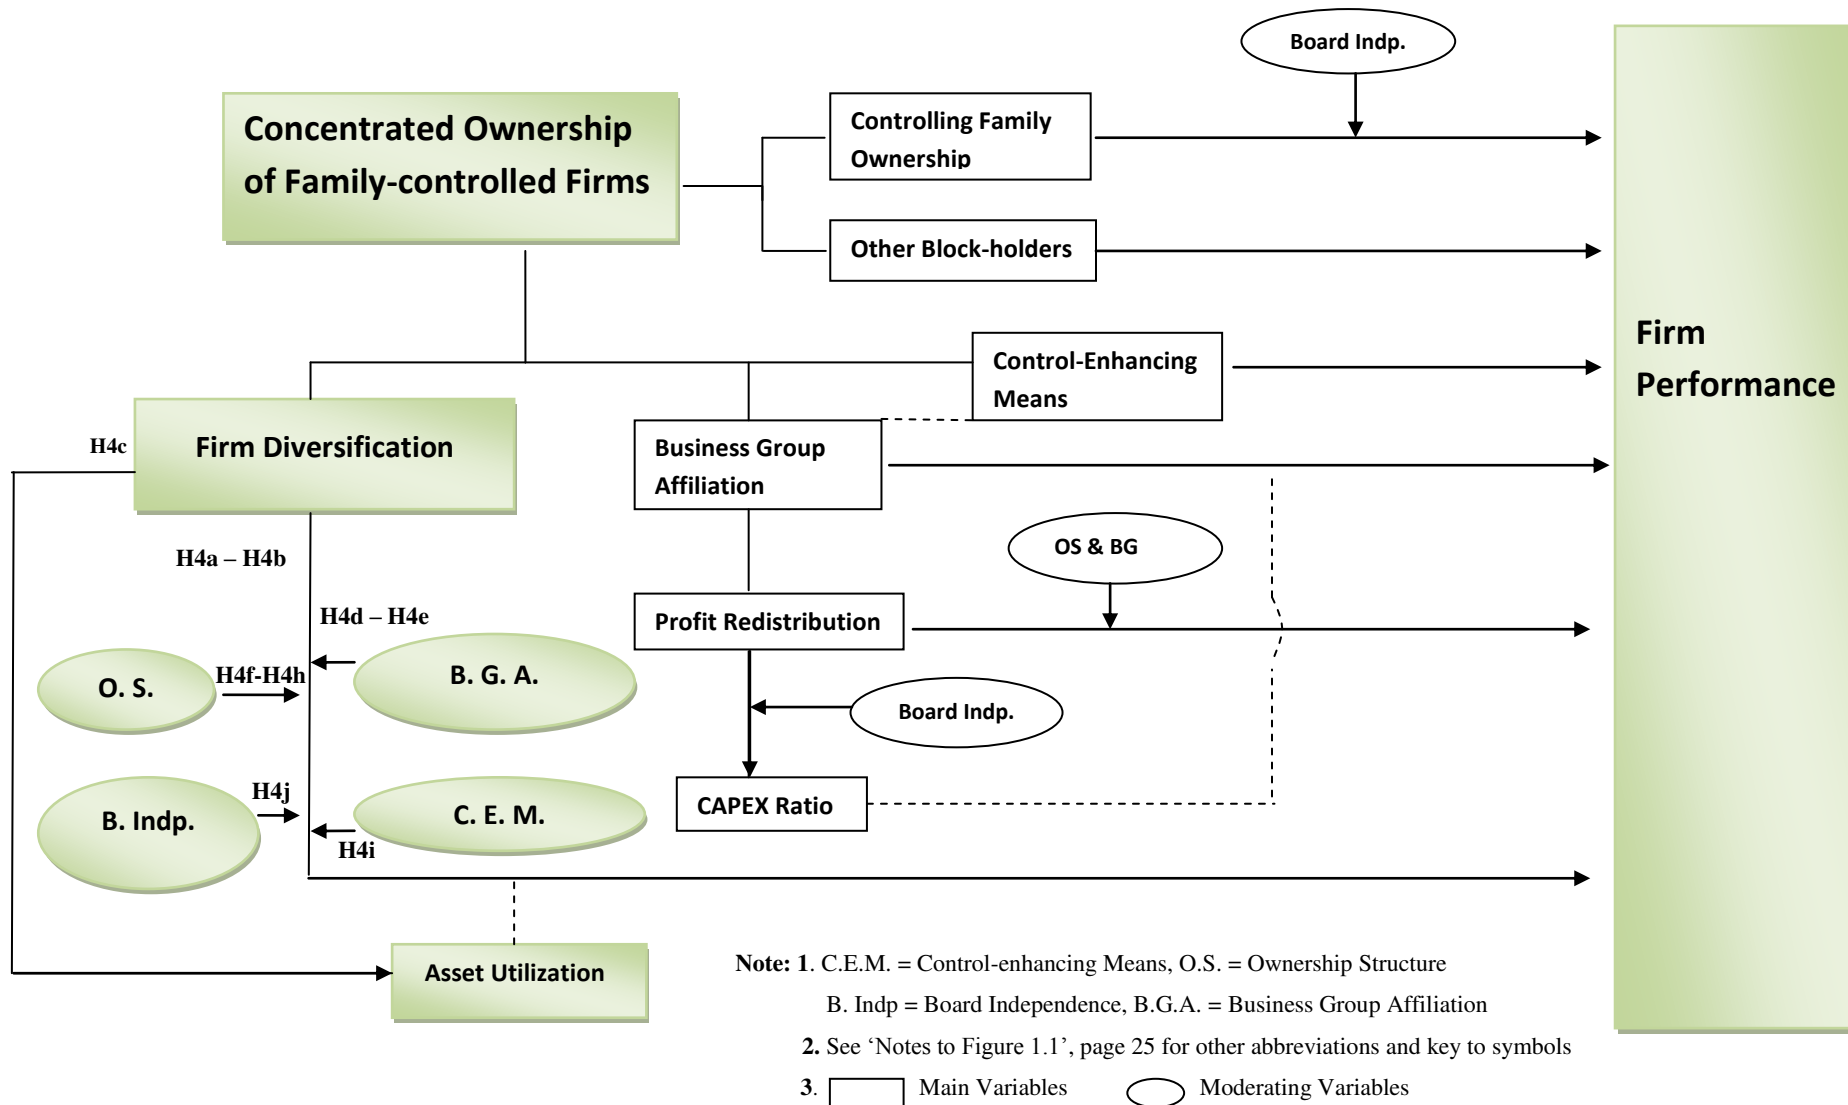 Board Indp.
Concentrated Ownership
of Family-controlled Firms
Controlling Family
Ownership
Other Block-holders
Firm
Performance
Control-Enhancing
Means
H4c
Firm Diversification
Business Group
Affiliation
H4a – H4b
OS & BG
H4d – H4e
Profit Redistribution
O. S.
H4f-H4h
B. G. A.
Board Indp.
B. Indp.
H4j
C. E. M.
CAPEX Ratio
H4i
Asset Utilization
Note: 1. C.E.M. = Control-enhancing Means, O.S. = Ownership Structure
B. Indp = Board Independence, B.G.A. = Business Group Affiliation
2. See ‘Notes to Figure 1.1’, page 25 for other abbreviations and key to symbols
3. Main Variables Moderating Variables